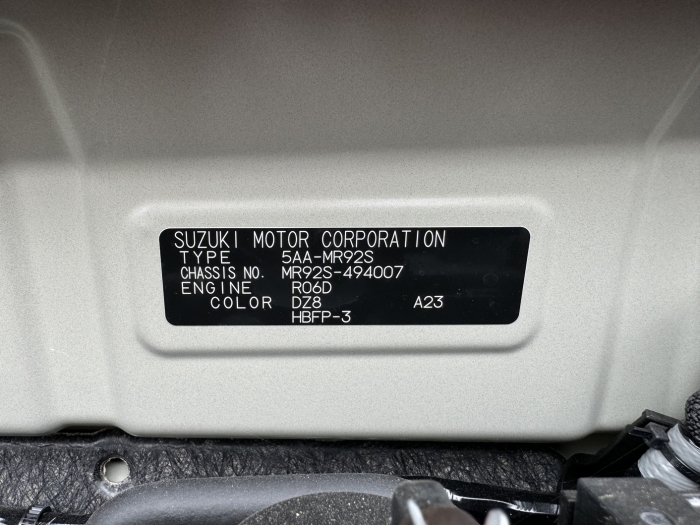 SUZUKI MOTOR CORPORATION
TYPE 5AA-MR92S
CHASSIS NO. MR92S-494007
ENGINE R06D
COLOR DZ8 A23
HBFP-3